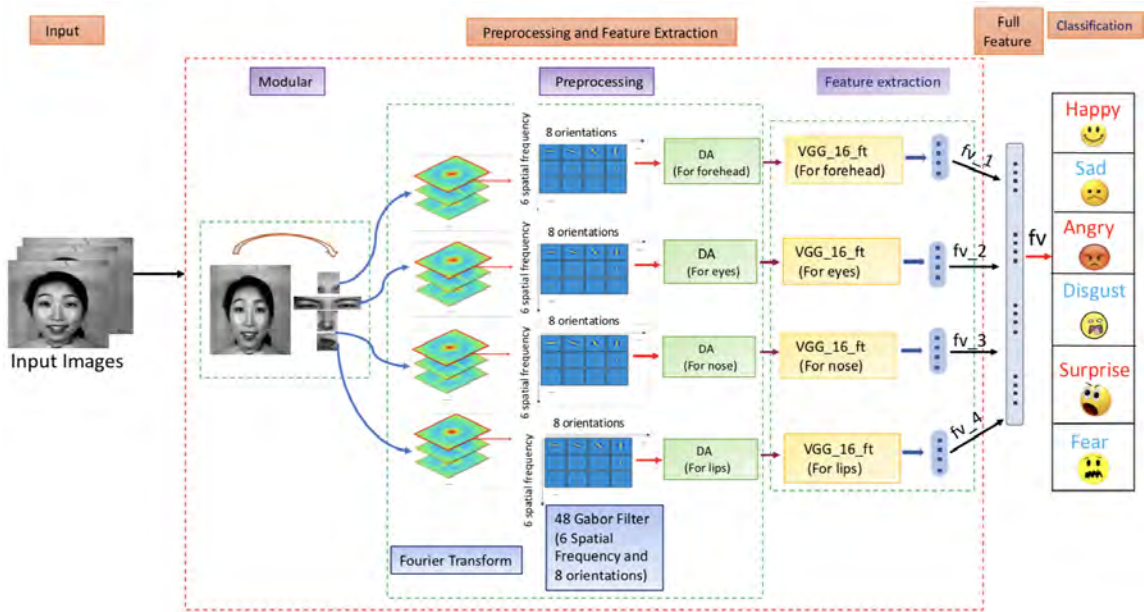 Input
Preprocessing and Feature Extraction
Full
Feature
Classification
Modular
Preprocessing
Feature extraction
Input Images
6 spatial frequency
8 orientations
DA
(For forehead)
VGG_16_ft
(For forehead)
fv_1
6 spatial frequency
8 orientations
DA
(For eyes)
VGG_16_ft
(For eyes)
fv_2
6 spatial frequency
8 orientations
DA
(For nose)
VGG_16_ft
(For nose)
fv_3
6 spatial frequency
8 orientations
DA
(For lips)
VGG_16_ft
(For lips)
fv_4
fv
Happy
Sad
Angry
Disgust
Surprise
Fear
Fourier Transform
48 Gabor Filter
(6 Spatial
Frequency and
8 orientations)